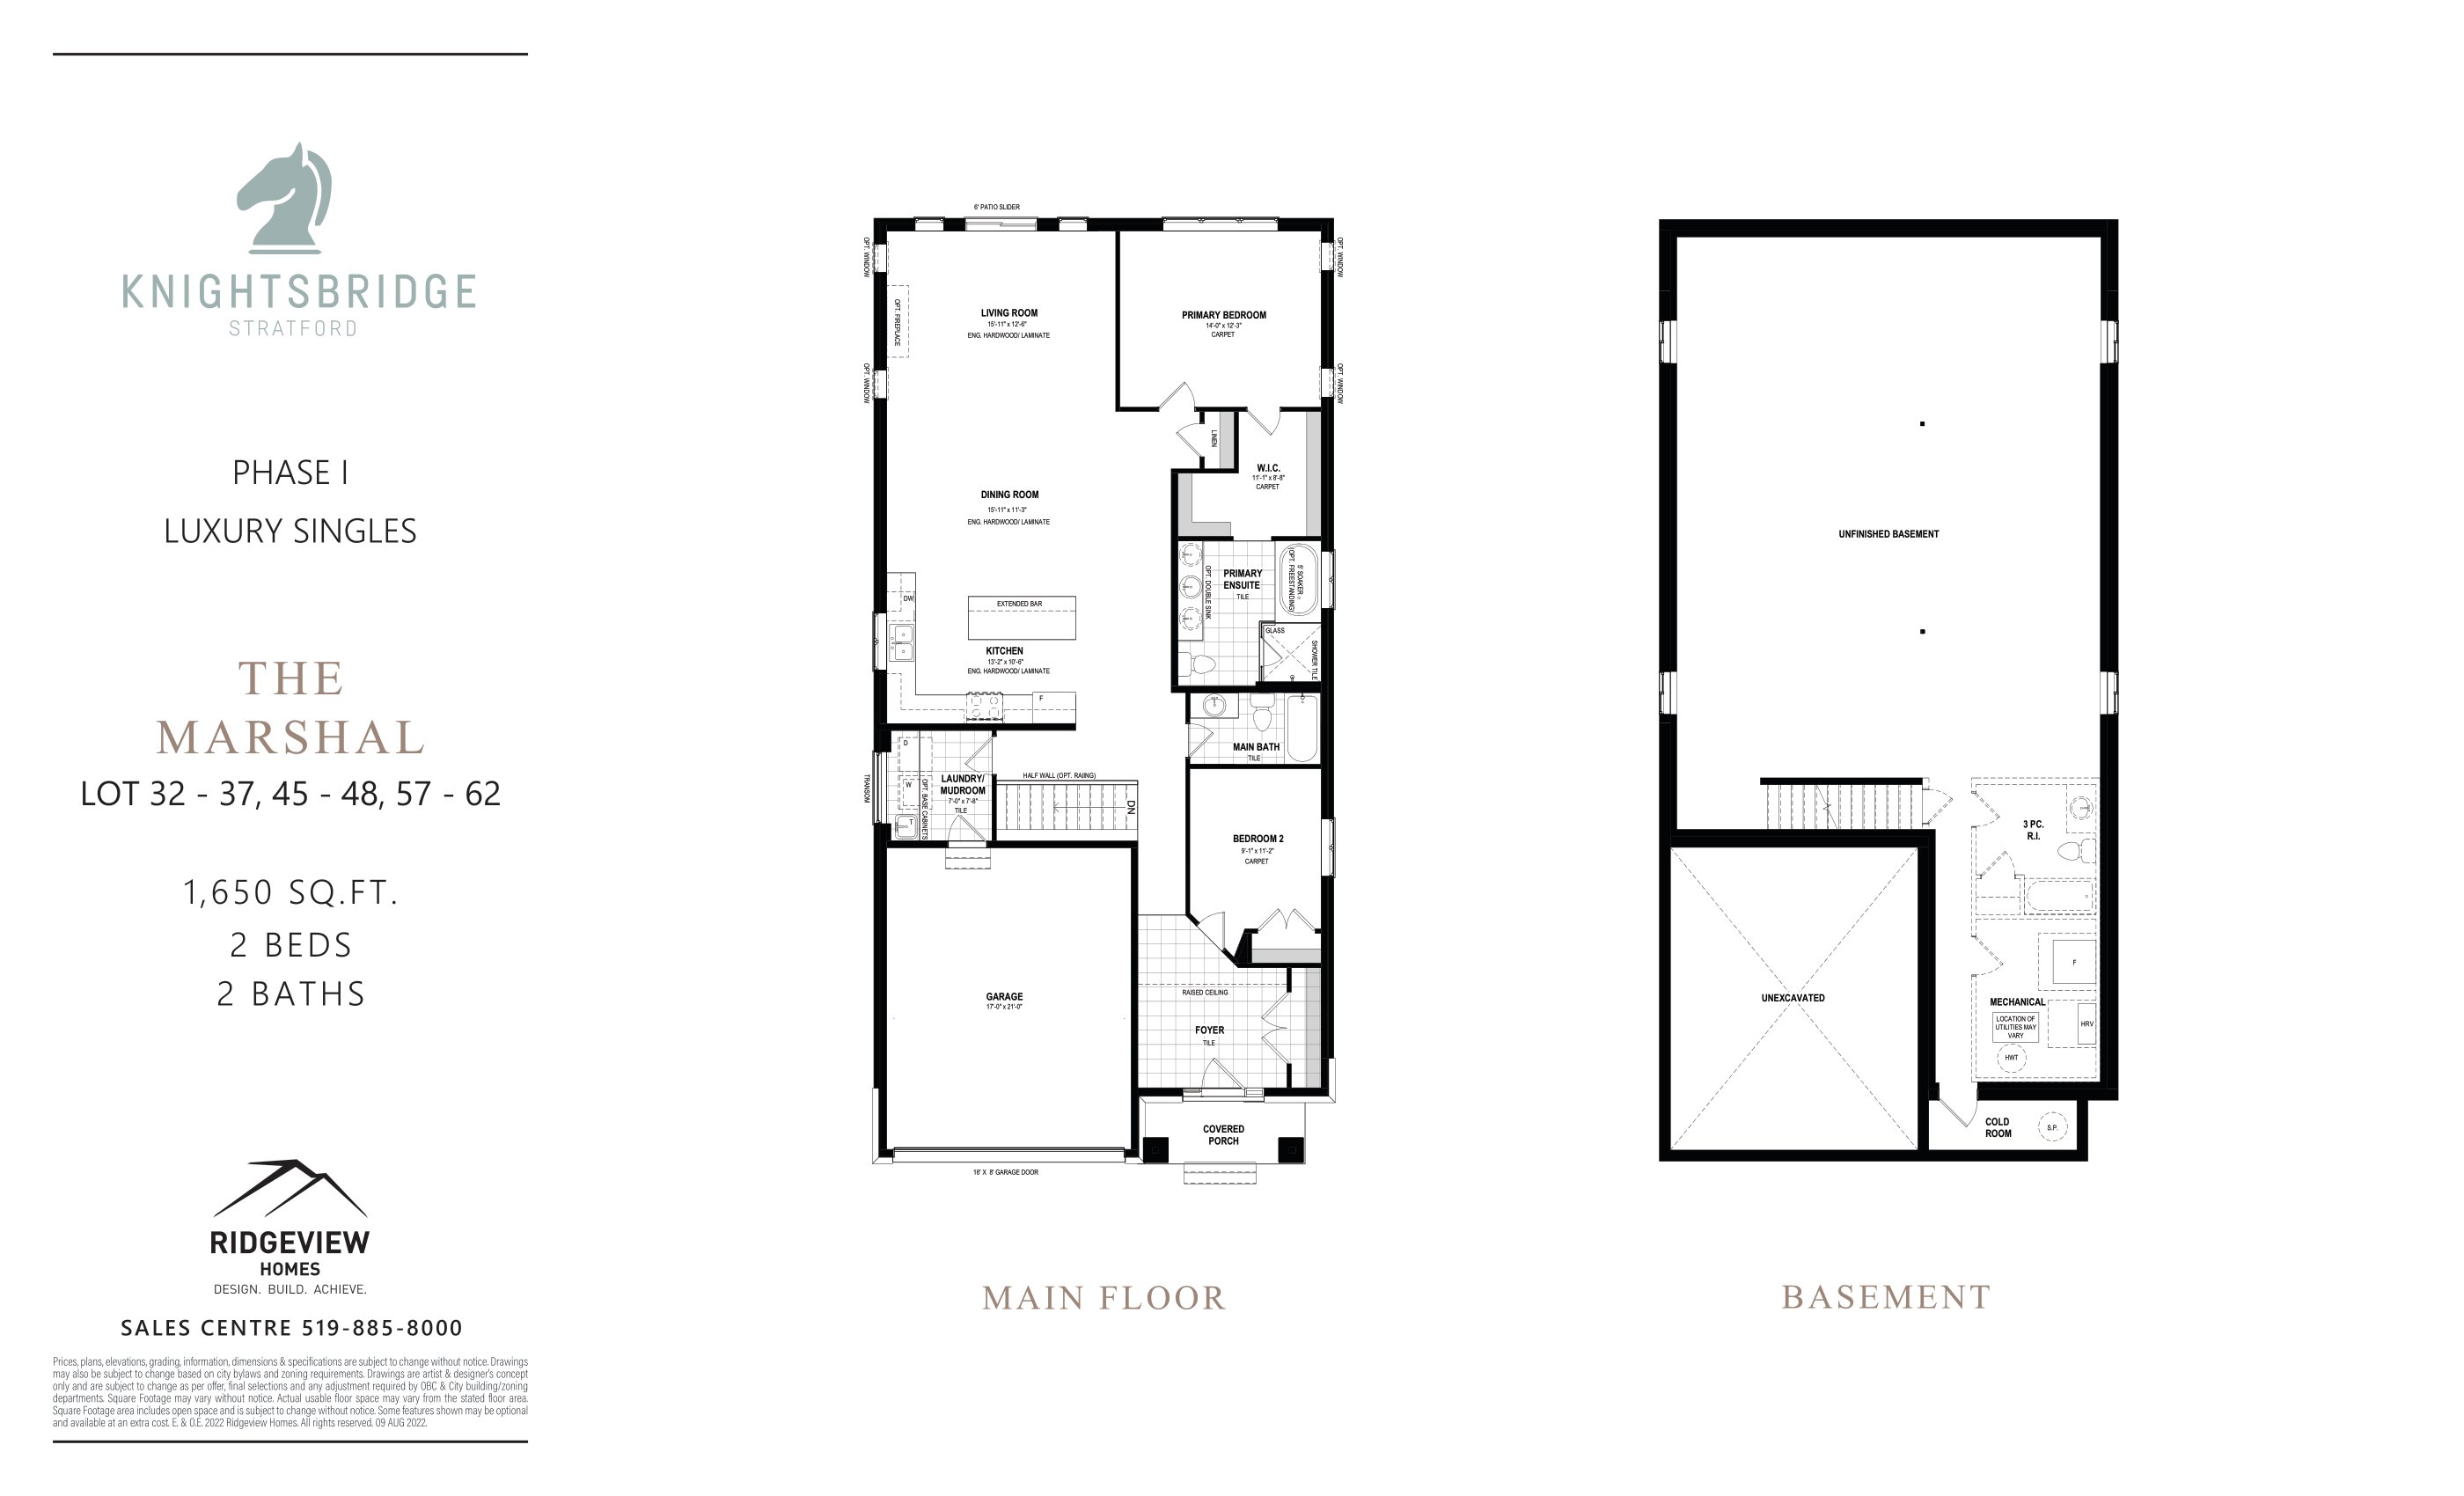 KNIGHTSBRIDGE
STRATFORD
PHASE I
LUXURY SINGLES
THE
MARSHAL
LOT 32 - 37, 45 - 48, 57 - 62
1,650 SQ.FT.
2 BEDS
2 BATHS
RIDGEVIEW
HOMES
DESIGN. BUILD. ACHIEVE.
SALES CENTRE 519-885-8000
Prices, plans, elevations, grading, information, dimensions & specifications are subject to change without notice. Drawings
may also be subject to change based on city bylaws and zoning requirements. Drawings are artist & designer's concept
only and are subject to change as per offer, final selections and any adjustment required by OBC & City building/zoning
departments. Square Footage may vary without notice. Actual usable floor space may vary from the stated floor area.
Square Footage area includes open space and is subject to change without notice. Some features shown may be optional
and available at an extra cost. E. & O.E. 2022 Ridgeview Homes. All rights reserved. 09 AUG 2022.
6' PATIO SLIDER
OPT. WINDOW
OPT. WINDOW
OPT. FIREPLACE
LIVING ROOM
15'-11" x 12'-6"
ENG. HARDWOOD/ LAMINATE
PRIMARY BEDROOM
14'-0" x 12'-3"
CARPET
OPT. WINDOW
OPT. WINDOW
LINEN
W.I.C.
11'-1" x 8'-8"
CARPET
DINING ROOM
15'-11" x 11'-3"
ENG. HARDWOOD/ LAMINATE
OPT. DOUBLE SINK
PRIMARY
ENSUITE
TILE
5' SOAKER -
(OPT. FREESTANDING)
GLASS
SHOWER TILE
DW
EXTENDED BAR
KITCHEN
13'-2" x 10'-6"
ENG. HARDWOOD/ LAMINATE
F
MAIN BATH
TILE
TRANSOM
D
W
T
OPT. BASE CABINETS
LAUNDRY/
MUDROOM
7'-0" x 7'-8"
TILE
HALF WALL (OPT. RAIING)
DN
BEDROOM 2
9'-1" x 11'-2"
CARPET
GARAGE
17'-0" x 21'-0"
RAISED CEILING
FOYER
TILE
COVERED
PORCH
16' X 8' GARAGE DOOR
MAIN FLOOR
UNFINISHED BASEMENT
3 PC.
R.I.
UNEXCAVATED
MECHANICAL
LOCATION OF
UTILITIES MAY
VARY
F
HRV
HWT
COLD
ROOM
S.P.
BASEMENT